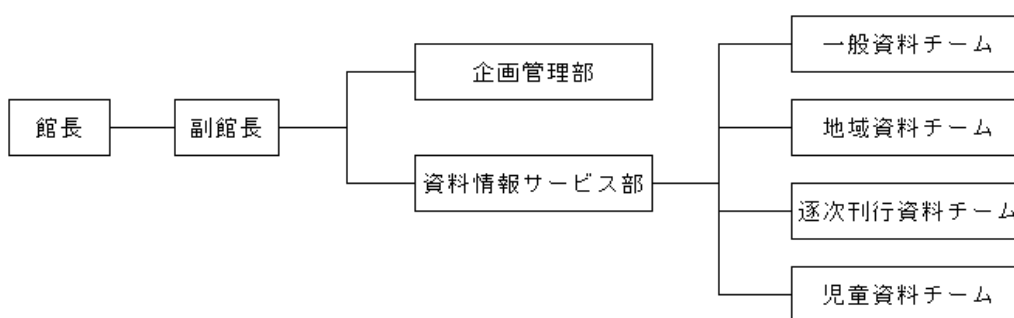 館長
副館長
企画管理部
資料情報サービス部
一般資料チーム
地域資料チーム
逐次刊行資料チーム
児童資料チーム